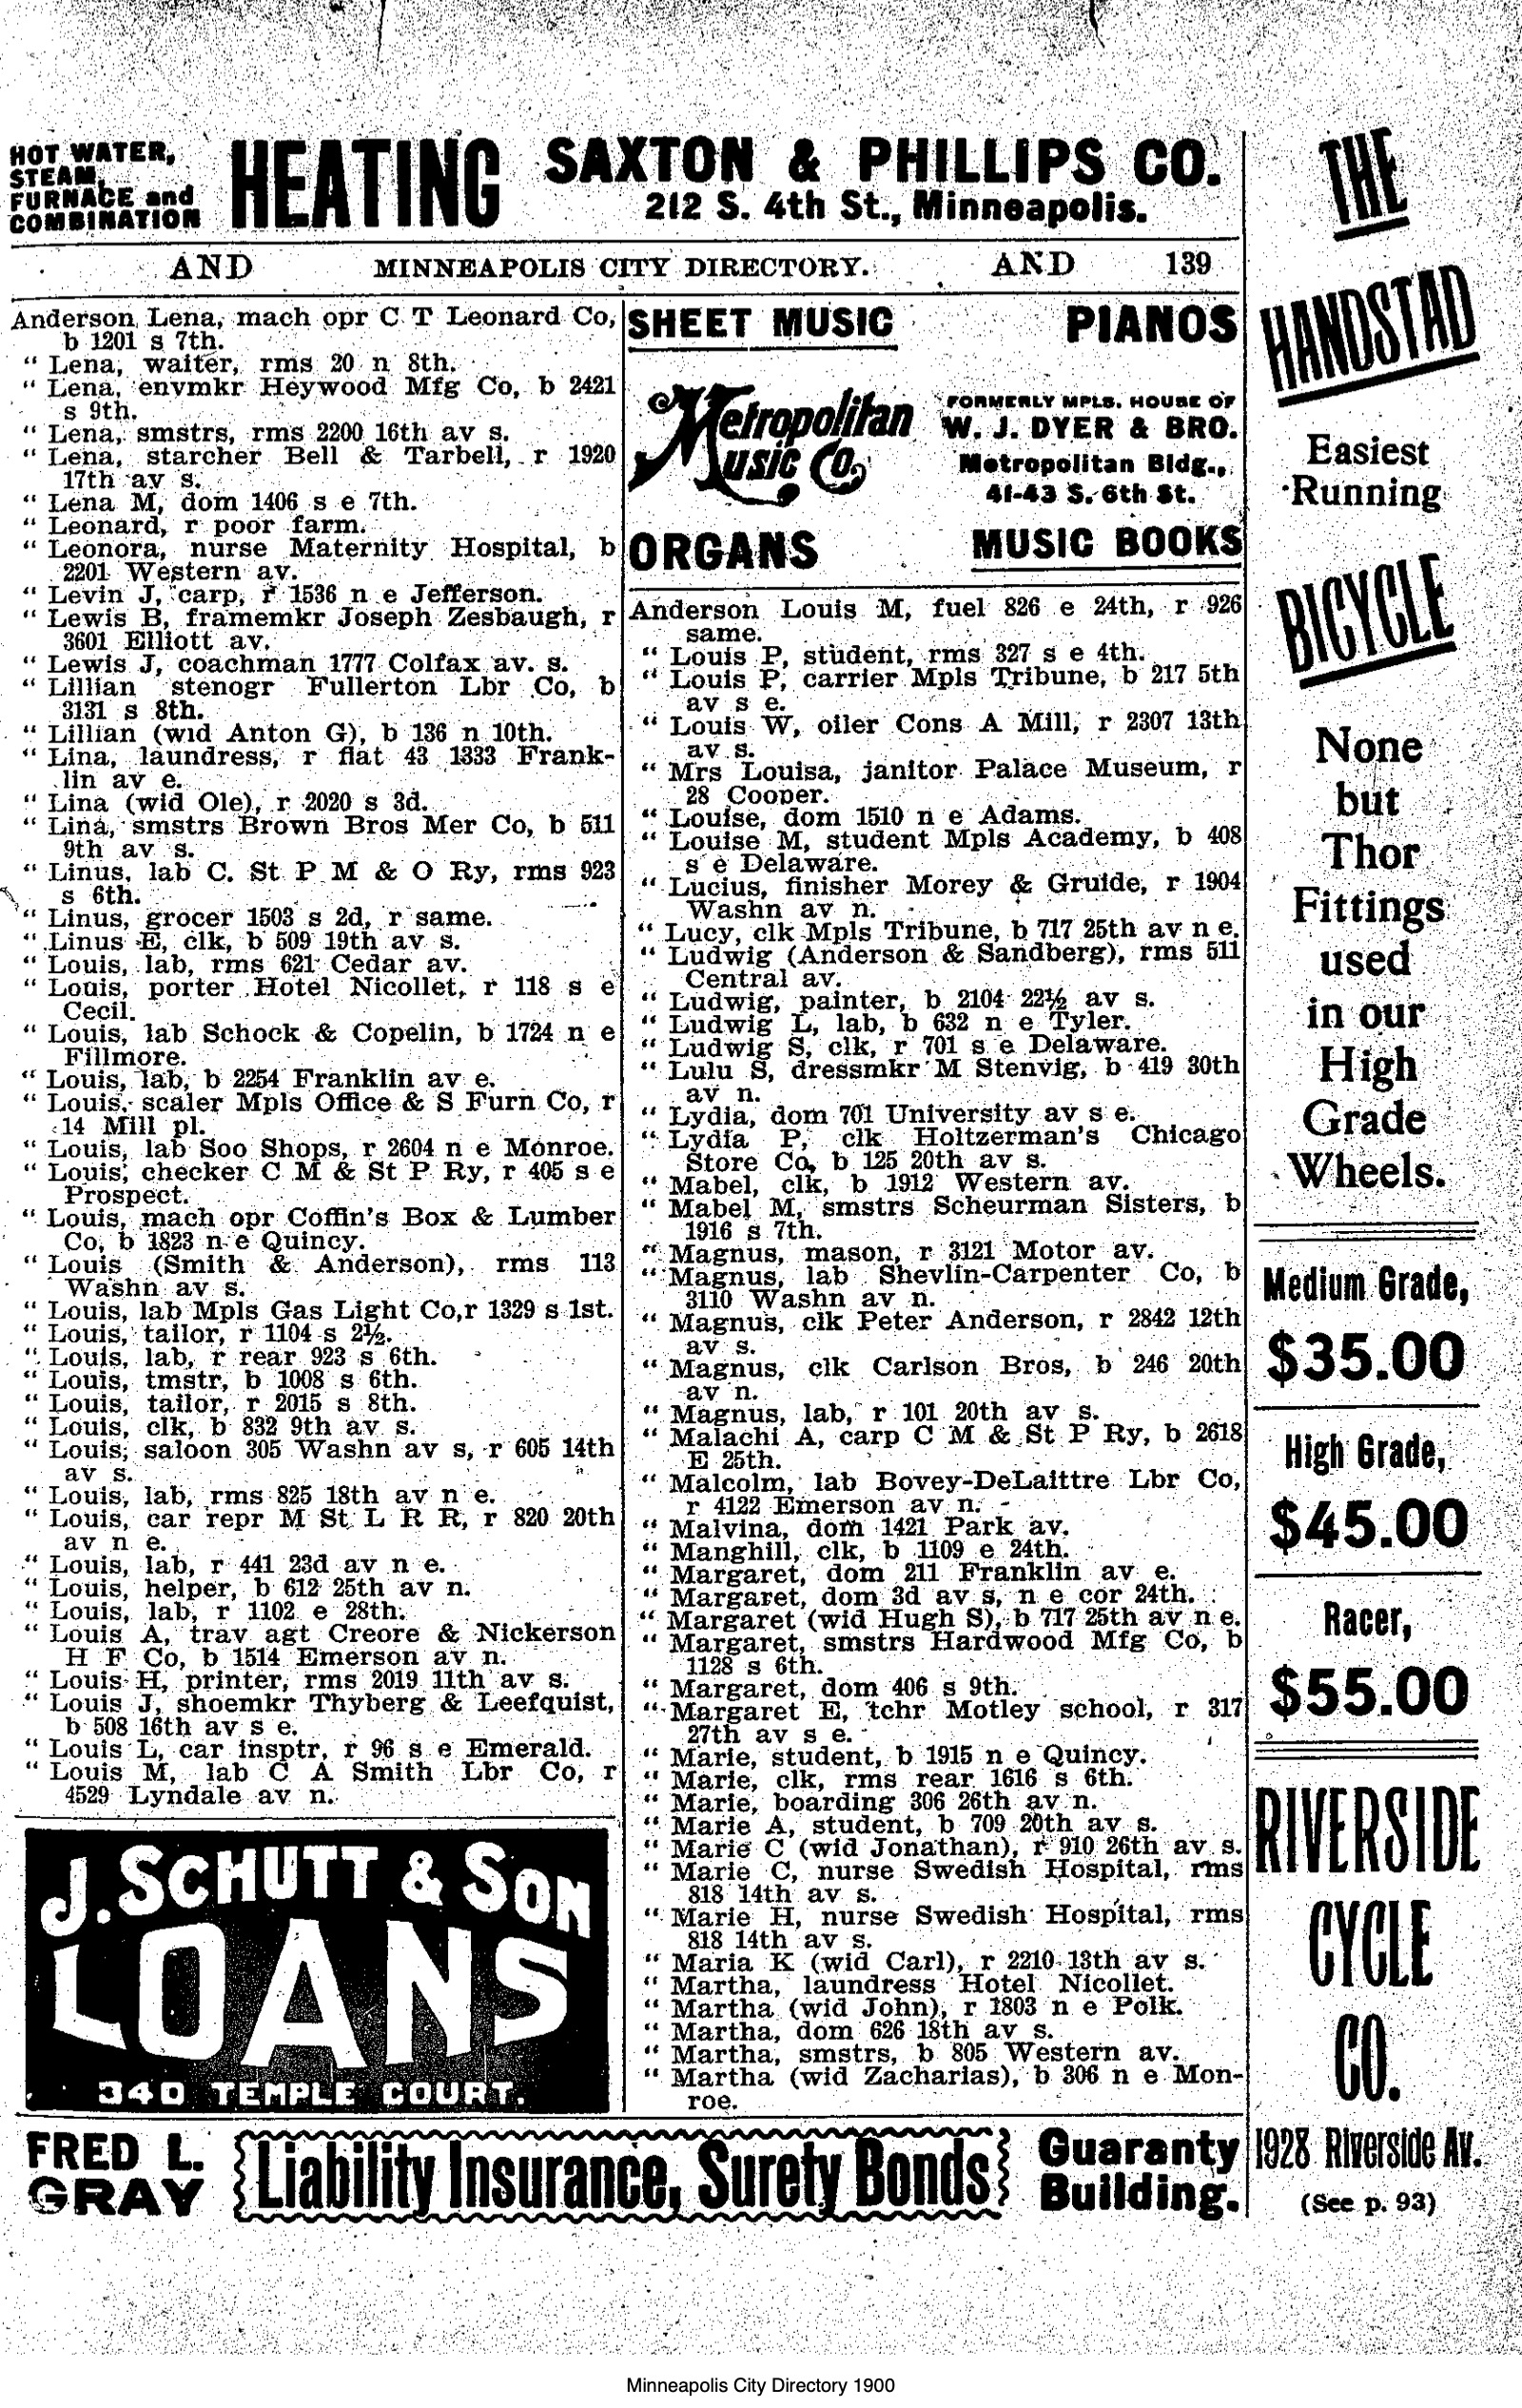 HOT WATER,
STEAM,
FURNACE and
COMBINATION
HEATING
SAXTON & PHILLIPS CO.
212 S. 4th St., Minneapolis.
AND MINNEAPOLIS CITY DIRECTORY. AND 139
Anderson Lena, mach opr C T Leonard Co,
b 1201 s 7th.
" Lena, waiter, rms 20 n 8th.
" Lena, envmkr Heywood Mfg Co, b 2421
s 9th.
" Lena, smstrs, rms 2200 16th av s.
" Lena, starcher Bell & Tarbell, r 1920
17th av s.
" Lena M, dom 1406 s e 7th.
" Leonard, r poor farm.
" Leonora, nurse Maternity Hospital, b
2201 Western av.
" Levin J, carp, r 1536 n e Jefferson.
" Lewis B, framemkr Joseph Zesbaugh, r
3601 Elliott av.
" Lewis J, coachman 1777 Colfax av. s.
" Lillian stenogr Fullerton Lbr Co, b
3131 s 8th.
" Lillian (wid Anton G), b 136 n 10th.
" Lina, laundress, r flat 43 1333 Frank-
lin av e.
" Lina (wid Ole), r 2020 s 3d.
" Lina, smstrs Brown Bros Mer Co, b 511
9th av s.
" Linus, lab C. St P M & O Ry, rms 923
s 6th.
" Linus, grocer 1503 s 2d, r same.
" Linus E, clk, b 509 19th av s.
" Louis, lab, rms 621 Cedar av.
" Louis, porter Hotel Nicollet, r 118 s e
Cecil.
" Louis, lab Schock & Copelin, b 1724 n e
Fillmore.
" Louis, lab, b 2254 Franklin av e.
" Louis, scaler Mpls Office & S Furn Co, r
14 Mill pl.
" Louis, lab Soo Shops, r 2604 n e Monroe.
" Louis, checker C M & St P Ry, r 405 s e
Prospect.
" Louis, mach opr Coffin's Box & Lumber
Co, b 1823 n e Quincy.
" Louis (Smith & Anderson), rms 113
Washn av s.
" Louis, lab Mpls Gas Light Co,r 1329 s 1st.
" Louis, tailor, r 1104 s 2½.
" Louis, lab, r rear 923 s 6th.
" Louis, tmstr, b 1008 s 6th.
" Louis, tailor, r 2015 s 8th.
" Louis, clk, b 832 9th av s.
" Louis, saloon 305 Washn av s, r 605 14th
av s.
" Louis, lab, rms 825 18th av n e.
" Louis, car repr M St L R R, r 820 20th
av n e.
" Louis, lab, r 441 23d av n e.
" Louis, helper, b 612 25th av n.
" Louis, lab, r 1102 e 28th.
" Louis A, trav agt Creore & Nickerson
H F Co, b 1514 Emerson av n.
" Louis H, printer, rms 2019 11th av s.
" Louis J, shoemkr Thyberg & Leefquist,
b 508 16th av s e.
" Louis L, car insptr, r 96 s e Emerald.
" Louis M, lab C A Smith Lbr Co, r
4529 Lyndale av n.
J. SCHUTT & SON
LOANS
340 TEMPLE COURT.
SHEET MUSIC PIANOS
Metropolitan
Music Co.
FORMERLY MPLS. HOUSE OF
W. J. DYER & BRO.
Metropolitan Bldg.,
41-43 S. 6th St.
ORGANS MUSIC BOOKS
Anderson Louis M, fuel 826 e 24th, r 926
same.
" Louis P, student, rms 327 s e 4th.
" Louis P, carrier Mpls Tribune, b 217 5th
av s e.
" Louis W, oiler Cons A Mill, r 2307 13th
av s.
" Mrs Louisa, janitor Palace Museum, r
28 Cooper.
" Louise, dom 1510 n e Adams.
" Louise M, student Mpls Academy, b 408
s e Delaware.
" Lucius, finisher Morey & Gruide, r 1904
Washn av n.
" Lucy, clk Mpls Tribune, b 717 25th av n e.
" Ludwig (Anderson & Sandberg), rms 511
Central av.
" Ludwig, painter, b 2104 22½ av s.
" Ludwig L, lab, b 632 n e Tyler.
" Ludwig S, clk, r 701 s e Delaware.
" Lulu S, dressmkr M Stenvig, b 419 30th
av n.
" Lydia, dom 701 University av s e.
" Lydia P, clk Holtzerman's Chicago
Store Co, b 125 20th av s.
" Mabel, clk, b 1912 Western av.
" Mabel M, smstrs Scheurman Sisters, b
1916 s 7th.
" Magnus, mason, r 3121 Motor av.
" Magnus, lab Shevlin-Carpenter Co, b
3110 Washn av n.
" Magnus, clk Peter Anderson, r 2842 12th
av s.
" Magnus, clk Carlson Bros, b 246 20th
av n.
" Magnus, lab, r 101 20th av s.
" Malachi A, carp C M & St P Ry, b 2618
E 25th.
" Malcolm, lab Bovey-DeLaittre Lbr Co,
r 4122 Emerson av n.
" Malvina, dom 1421 Park av.
" Manghill, clk, b 1109 e 24th.
" Margaret, dom 211 Franklin av e.
" Margaret, dom 3d av s, n e cor 24th.
" Margaret (wid Hugh S), b 717 25th av n e.
" Margaret, smstrs Hardwood Mfg Co, b
1128 s 6th.
" Margaret, dom 406 s 9th.
" Margaret E, tchr Motley school, r 317
27th av s e.
" Marie, student, b 1915 n e Quincy.
" Marie, clk, rms rear 1616 s 6th.
" Marie, boarding 306 26th av n.
" Marie A, student, b 709 20th av s.
" Marie C (wid Jonathan), r 910 26th av s.
" Marie C, nurse Swedish Hospital, rms
818 14th av s.
" Marie H, nurse Swedish Hospital, rms
818 14th av s.
" Maria K (wid Carl), r 2210 13th av s.
" Martha, laundress Hotel Nicollet.
" Martha (wid John), r 1803 n e Polk.
" Martha, dom 626 18th av s.
" Martha, smstrs, b 805 Western av.
" Martha (wid Zacharias), b 306 n e Mon-
roe.
THE
HANDSTAD
Easiest
Running
BICYCLE
None
but
Thor
Fittings
used
in our
High
Grade
Wheels.
Medium Grade,
$35.00
High Grade,
$45.00
Racer,
$55.00
RIVERSIDE
CYCLE
CO.
1928 Riverside Av.
(See p. 93)
FRED L.
GRAY
Liability Insurance, Surety Bonds
Guaranty
Building.
Minneapolis City Directory 1900